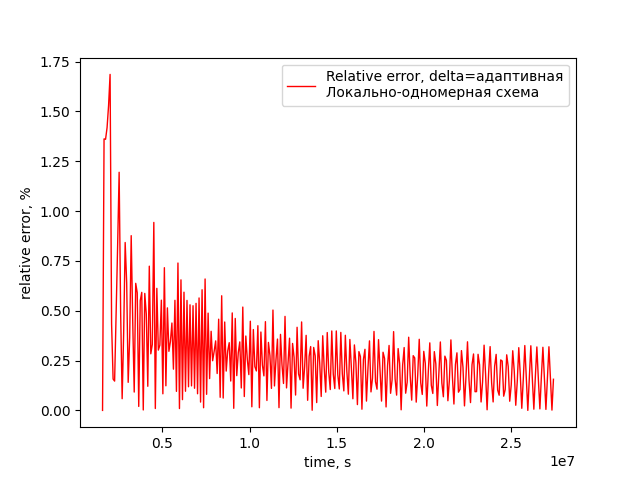 Relative error, delta=адаптивная
Локально-одномерная схема
relative error, %
1.75
1.50
1.25
1.00
0.75
0.50
0.25
0.00
0.5
1.0
1.5
2.0
2.5
time, s
1e7